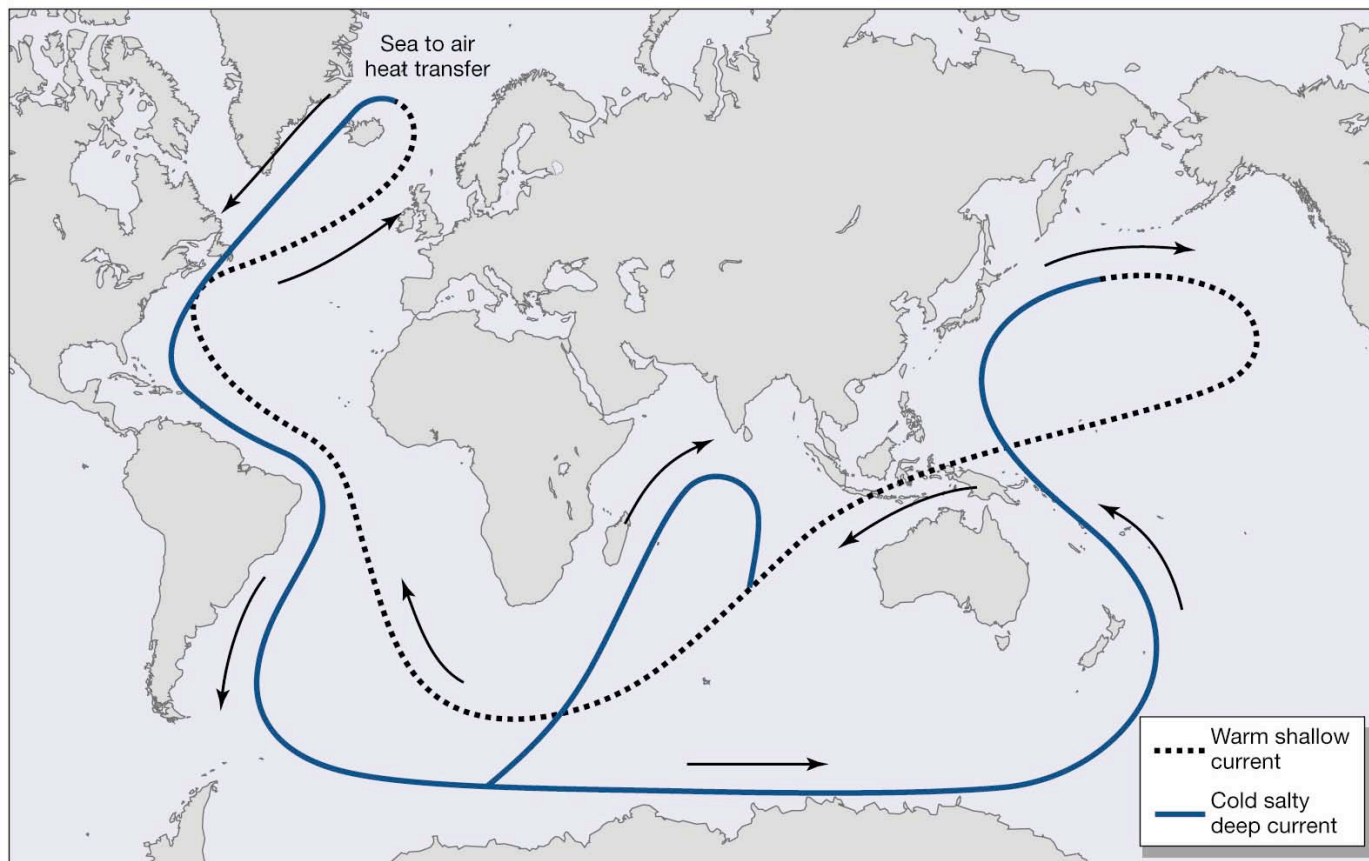 Sea to air
heat transfer
Warm shallow
current
Cold salty
deep current